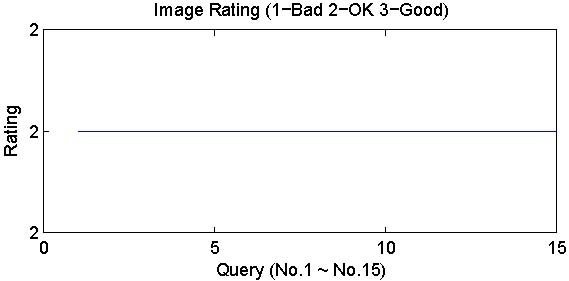 Image Rating (1−Bad 2−OK 3−Good)
2
2
2
Rating
0 5 10 15
Query (No.1 ~ No.15)